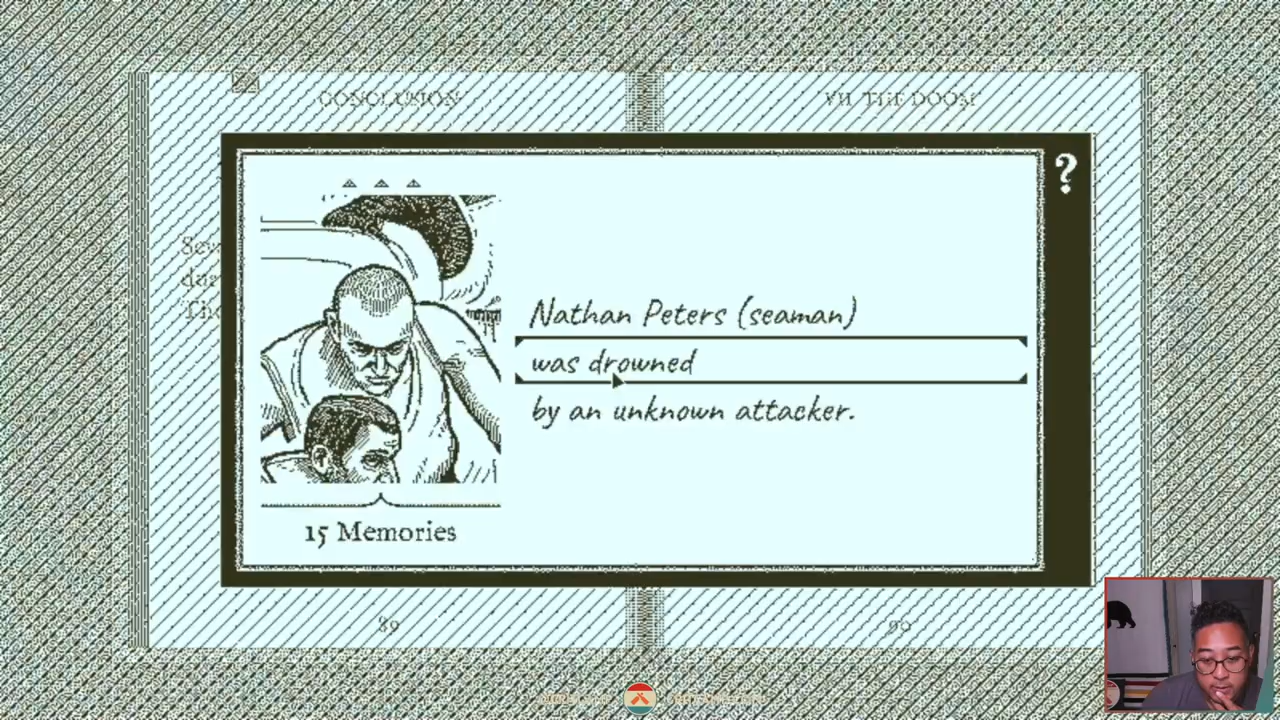 CONCLUSION
VII. THE DOOM
?
Nathan Peters (seaman)
was drowned
by an unknown attacker.
15 Memories
89
90